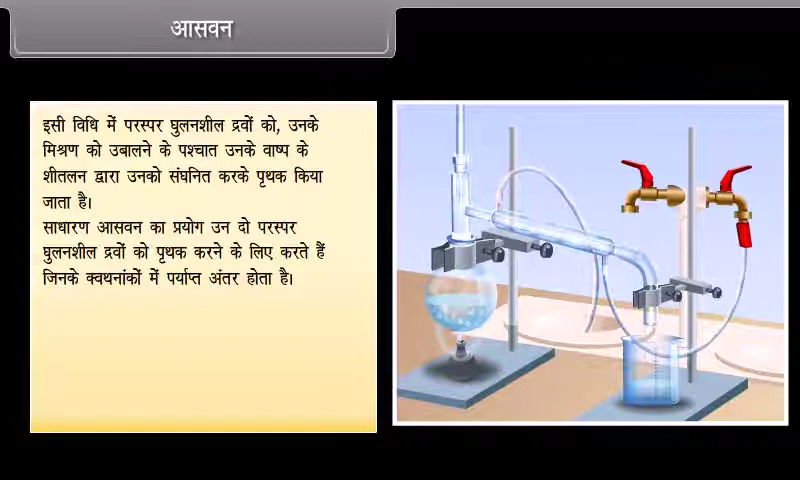 आसवन
इसी विधि में परस्पर घुलनशील द्रवों को, उनके
मिश्रण को उबालने के पश्चात उनके वाष्प के
शीतलन द्वारा उनको संघनित करके पृथक किया
जाता है।
साधारण आसवन का प्रयोग उन दो परस्पर
घुलनशील द्रवों को पृथक करने के लिए करते हैं
जिनके क्वथनांकों में पर्याप्त अंतर होता है।